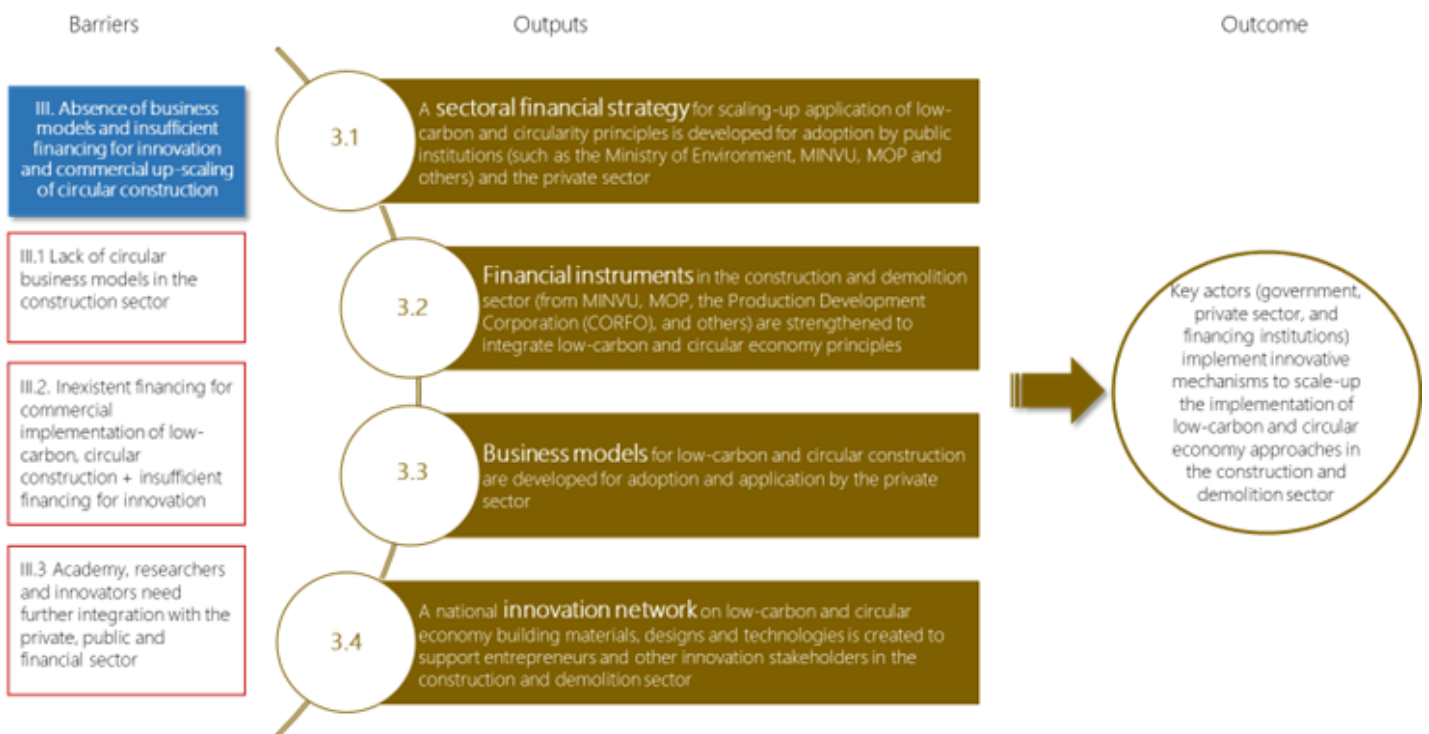 Barriers
Outputs
Outcome
III. Absence of business
models and insufficient
financing for innovation
and commercial up-scaling
of circular construction
III.1 Lack of circular
business models in the
construction sector
III.2. Inexistent financing for
commercial
implementation of low-
carbon, circular
construction + insufficient
financing for innovation
III.3 Academy, researchers
and innovators need
further integration with the
private, public and
financial sector
3.1
A sectoral financial strategy for scaling-up application of low-
carbon and circularity principles is developed for adoption by public
institutions (such as the Ministry of Environment, MINVU, MOP and
others) and the private sector
3.2
Financial instruments in the construction and demolition
sector (from MINVU, MOP, the Production Development
Corporation (CORFO), and others) are strengthened to
integrate low-carbon and circular economy principles
3.3
Business models for low-carbon and circular construction
are developed for adoption and application by the private
sector
3.4
A national innovation network on low-carbon and circular
economy building materials, designs and technologies is created to
support entrepreneurs and other innovation stakeholders in the
construction and demolition sector
Key actors (government,
private sector, and
financing institutions)
implement innovative
mechanisms to scale-up
the implementation of
low-carbon and circular
economy approaches in
the construction and
demolition sector